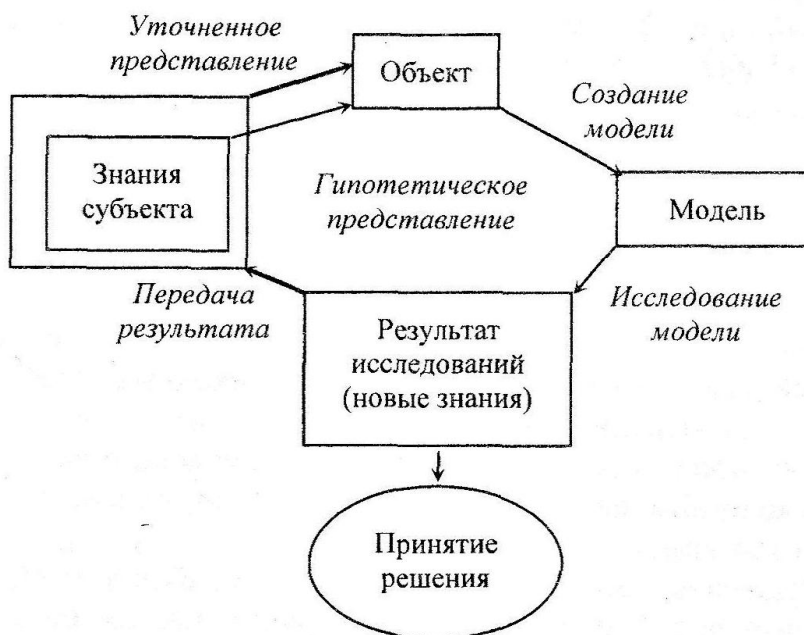 Уточненное
представление
Объект
Создание
модели
Знания
субъекта
Гипотетическое
представление
Модель
Передача
результата
Результат
исследований
(новые знания)
Исследование
модели
Принятие
решения